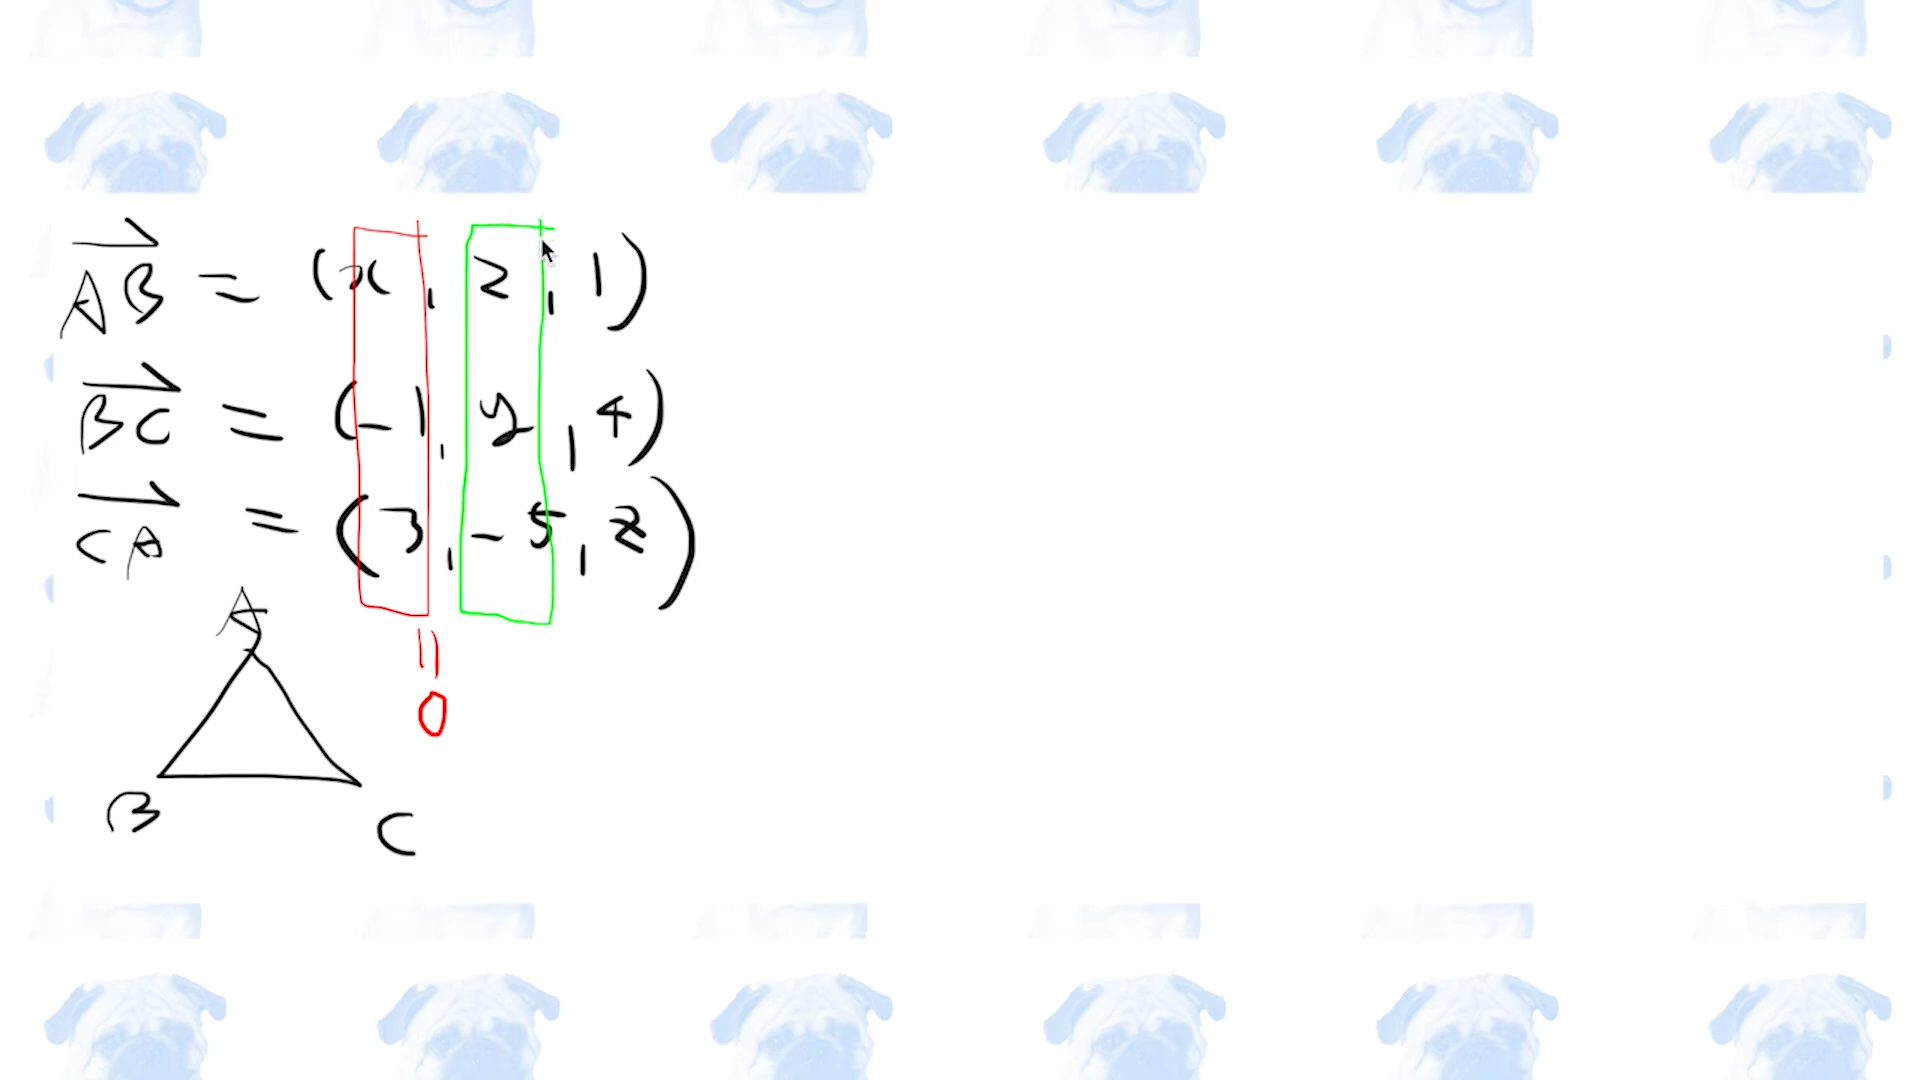 AB = (x, 2, 1)
BC = (-1, y, 4)
CA = (3, -5, z)
A
=
0
B
C